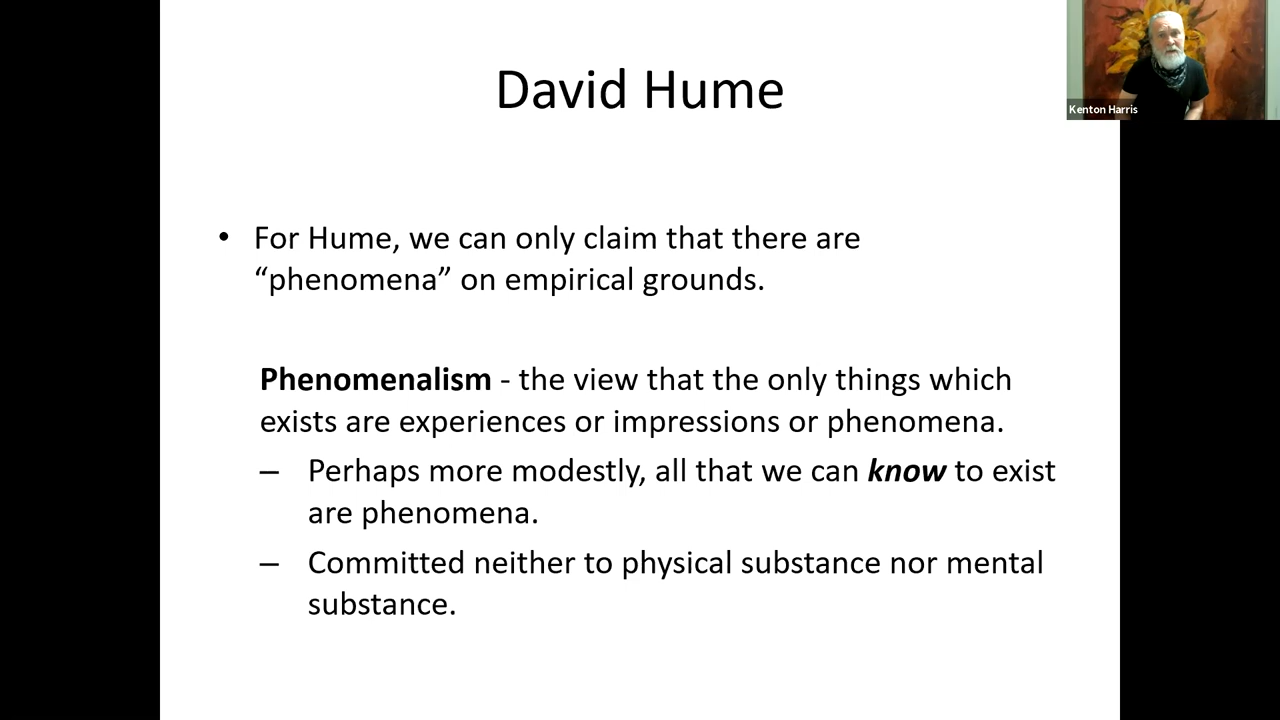 David Hume
Kenton Harris
• For Hume, we can only claim that there are
“phenomena” on empirical grounds.
Phenomenalism - the view that the only things which
exists are experiences or impressions or phenomena.
– Perhaps more modestly, all that we can know to exist
are phenomena.
– Committed neither to physical substance nor mental
substance.